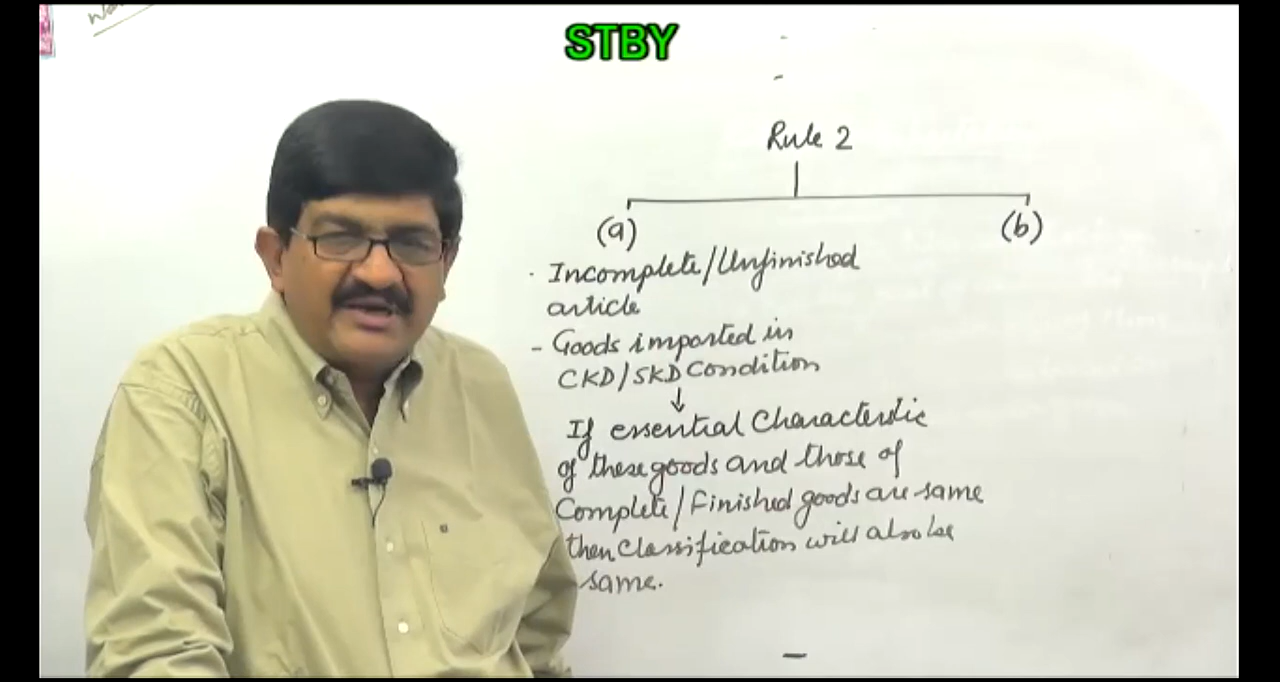 STBY
Rule 2
(a) (b)
· Incomplete/Unfinished
article
- Goods imported in
CKD/SKD Condition
↓
If essential Characteristic
of these goods and those of
Complete/Finished goods are same
then Classification will also be
same.